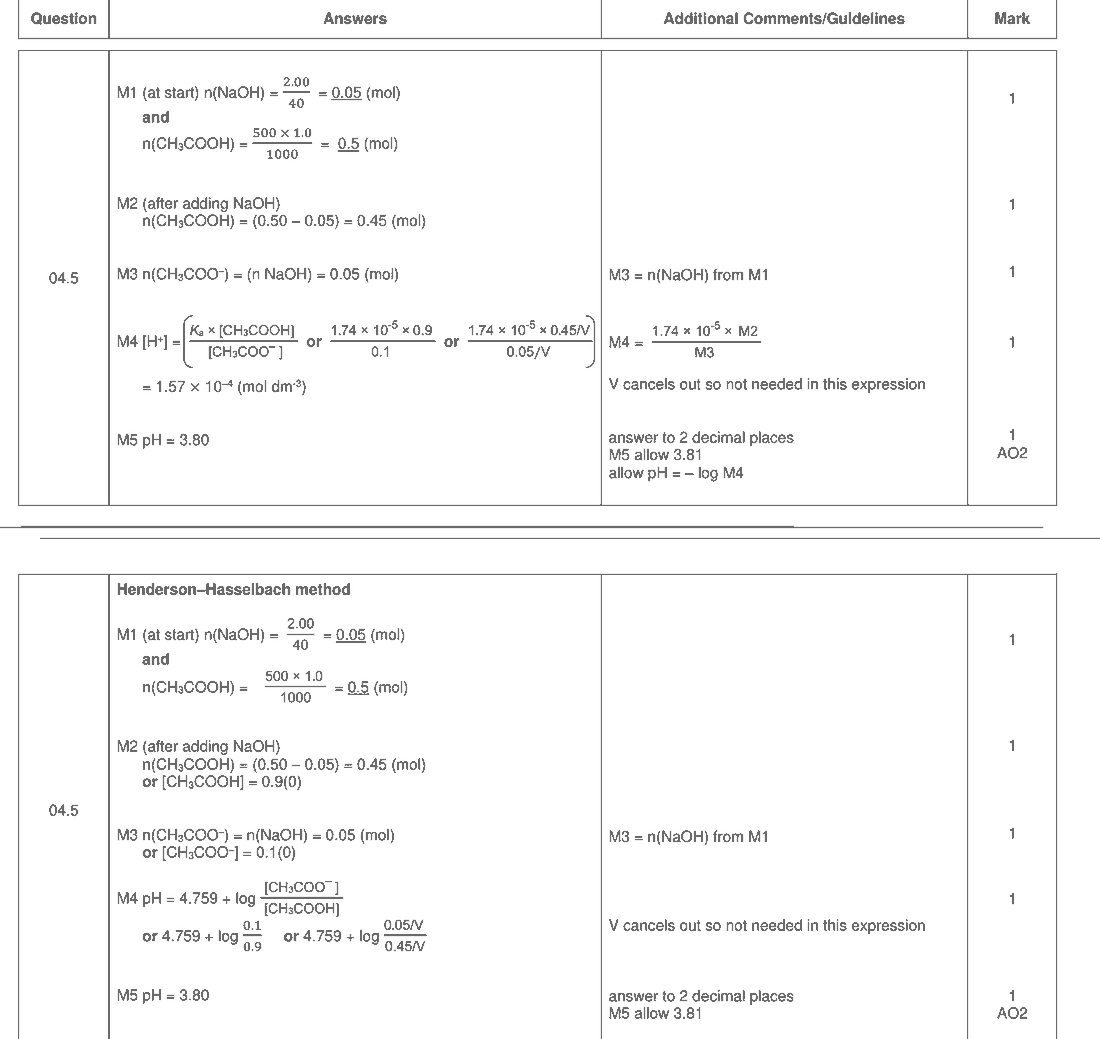 Question Answers Additional Comments/Guidelines Mark
M1 (at start) n(NaOH) = 2.00/40 = 0.05 (mol) 1
and
n(CH₃COOH) = 500 × 1.0/1000 = 0.5 (mol)
M2 (after adding NaOH) 1
n(CH₃COOH) = (0.50 – 0.05) = 0.45 (mol)
04.5
M3 n(CH₃COO⁻) = (n NaOH) = 0.05 (mol) M3 = n(NaOH) from M1 1
M4 [H⁺] = (Kₐ × [CH₃COOH]/[CH₃COO⁻] or 1.74 × 10⁻⁵ × 0.9/0.1 or 1.74 × 10⁻⁵ × 0.45/V/0.05/V) M4 = 1.74 × 10⁻⁵ × M2/M3 1
= 1.57 × 10⁻⁴ (mol dm⁻³) V cancels out so not needed in this expression
M5 pH = 3.80 answer to 2 decimal places 1
M5 allow 3.81 AO2
allow pH = – log M4
Henderson–Hasselbach method
M1 (at start) n(NaOH) = 2.00/40 = 0.05 (mol) 1
and
n(CH₃COOH) = 500 × 1.0/1000 = 0.5 (mol)
M2 (after adding NaOH) 1
n(CH₃COOH) = (0.50 – 0.05) = 0.45 (mol)
or [CH₃COOH] = 0.9(0)
04.5
M3 n(CH₃COO⁻) = n(NaOH) = 0.05 (mol) M3 = n(NaOH) from M1 1
or [CH₃COO⁻] = 0.1(0)
M4 pH = 4.759 + log [CH₃COO⁻]/[CH₃COOH] 1
or 4.759 + log 0.1/0.9 or 4.759 + log 0.05/V/0.45/V V cancels out so not needed in this expression
M5 pH = 3.80 answer to 2 decimal places 1
M5 allow 3.81 AO2